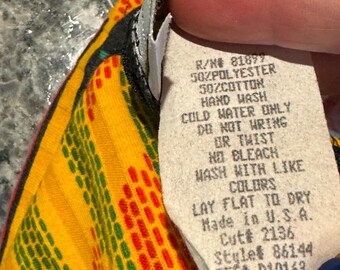 R/N# 81899
50%POLYESTER
50%COTTON
HAND WASH
COLD WATER ONLY
DO NOT WRING
OR TWIST
NO BLEACH
WASH WITH LIKE
COLORS
LAY FLAT TO DRY
Made in U.S.A.
Cut# 2136
Style# 86144